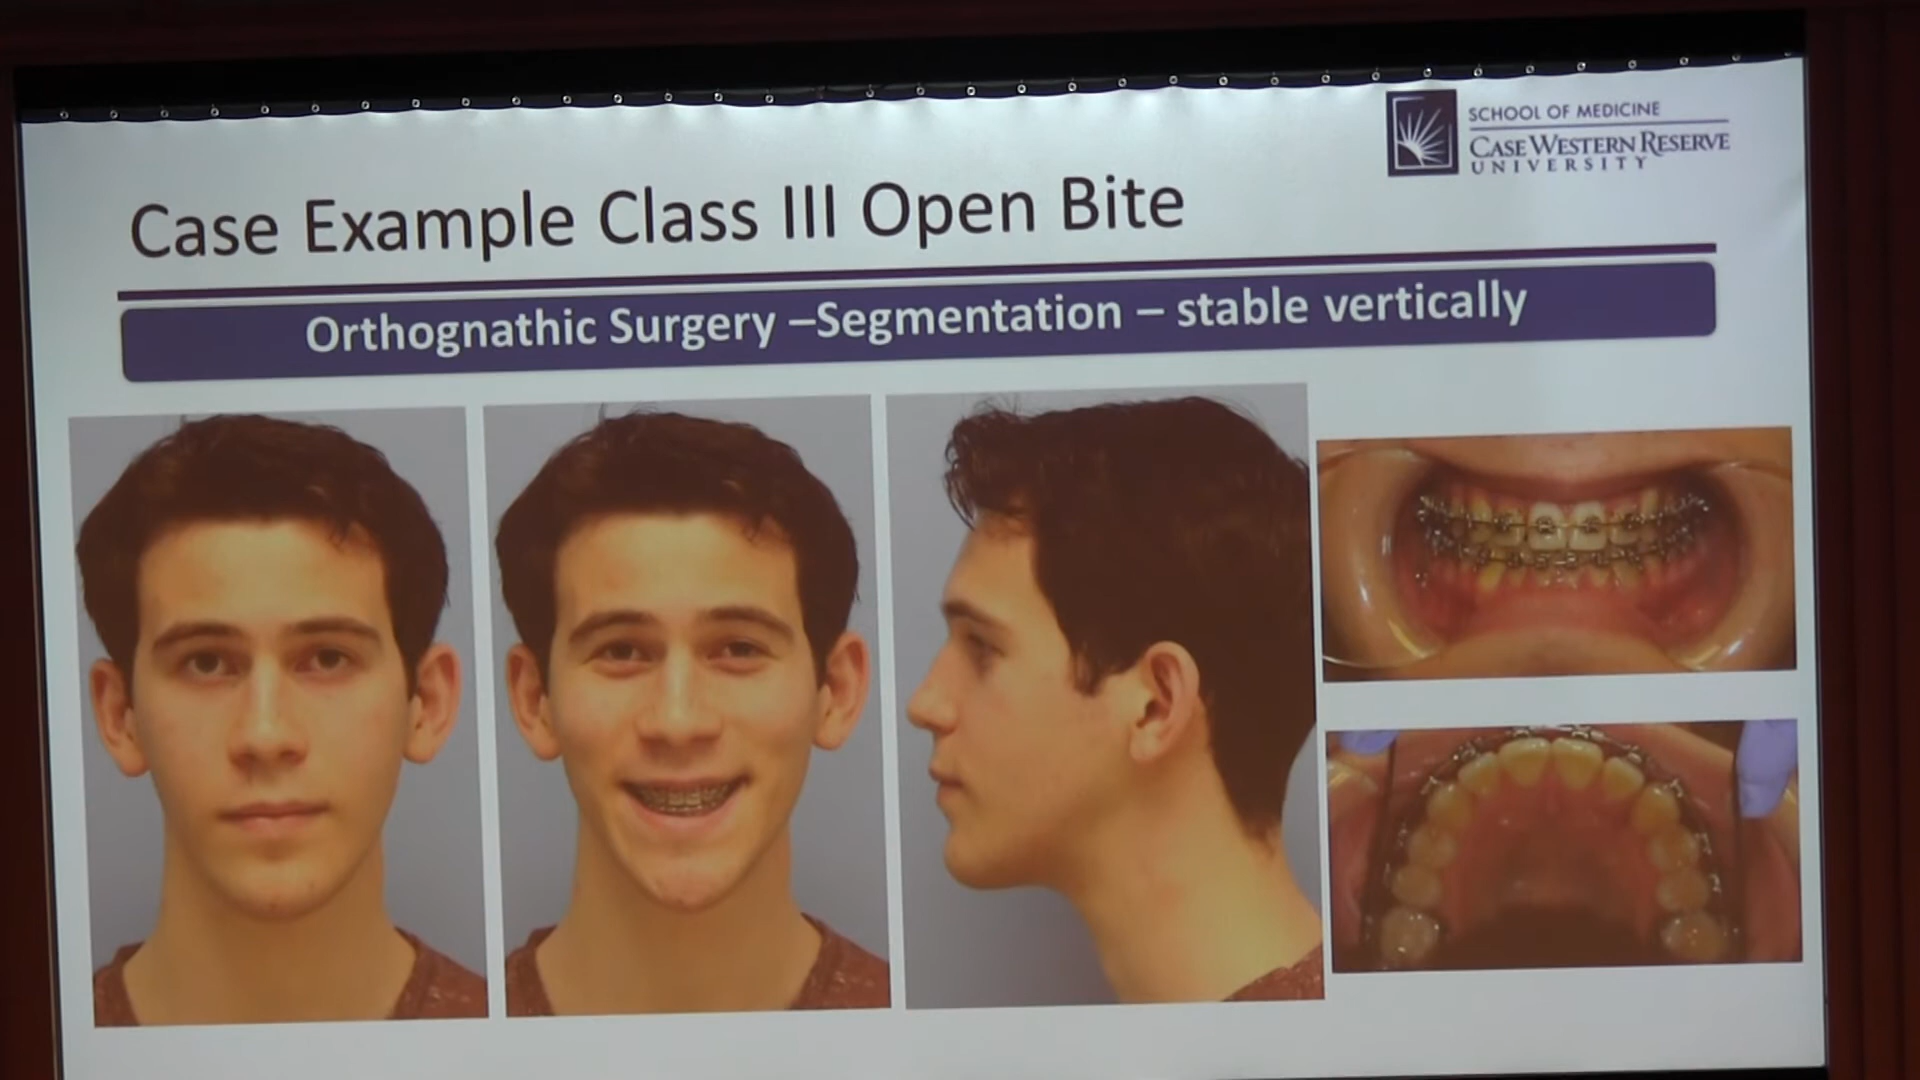 SCHOOL OF MEDICINE
CASE WESTERN RESERVE
UNIVERSITY
Case Example Class III Open Bite
Orthognathic Surgery –Segmentation – stable vertically